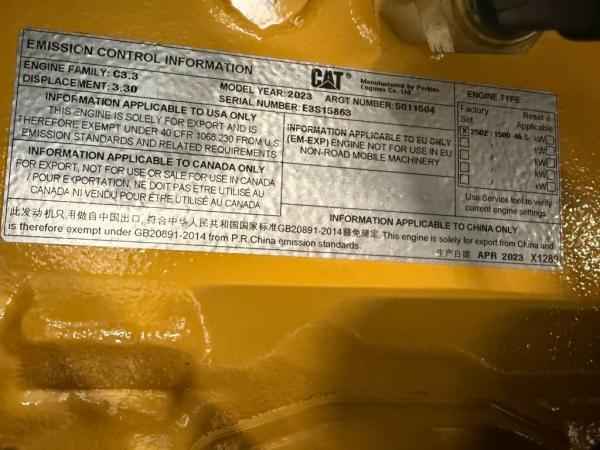 EMISSION CONTROL INFORMATION
CAT® Manufactured by Perkins
Engines Co. Ltd
ENGINE FAMILY: C3.3 MODEL YEAR: 2023 ARGT NUMBER: 5011504
DISPLACEMENT: 3.30 SERIAL NUMBER: E3S15863
INFORMATION APPLICABLE TO USA ONLY
THIS ENGINE IS SOLELY FOR EXPORT AND IS
THEREFORE EXEMPT UNDER 40 CFR 1068.230 FROM U.S
EMISSION STANDARDS AND RELATED REQUIREMENTS
INFORMATION APPLICABLE TO CANADA ONLY
FOR EXPORT, NOT FOR USE OR SALE FOR USE IN CANADA
/ POUR EXPORTATION, NE DOIT PAS ÊTRE UTILISÉ AU
CANADA NI VENDU POUR ÊTRE UTILISÉ AU CANADA
INFORMATION APPLICABLE TO EU ONLY
(EM-EXP) ENGINE NOT FOR USE IN EU
NON-ROAD MOBILE MACHINERY
ENGINE TYPE:
Factory Reset if
Set Applicable
X 2502 / 1500 46.5 kW
kW
kW
kW
kW
Use Service tool to verify
current engine settings
INFORMATION APPLICABLE TO CHINA ONLY
此发动机只用做自中国出口, 符合中华人民共和国国家标准GB20891-2014豁免规定. This engine is solely for export from China and
is therefore exempt under GB20891-2014 from P.R.China emission standards.
生产日期 APR 2023 X1289